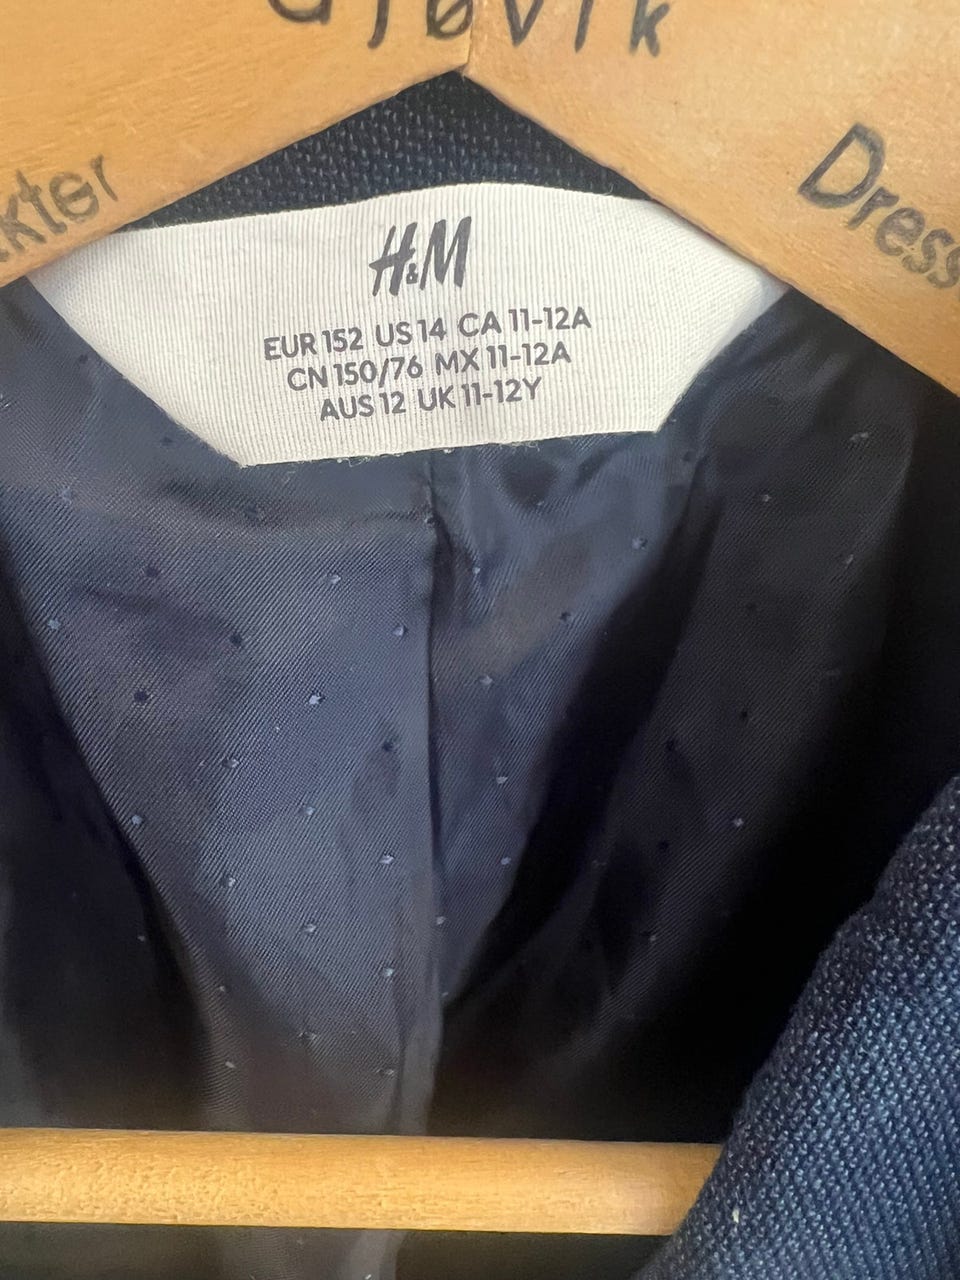 Gjøvik
Dress
H&M
EUR 152 US 14 CA 11-12A
CN 150/76 MX 11-12A
AUS 12 UK 11-12Y